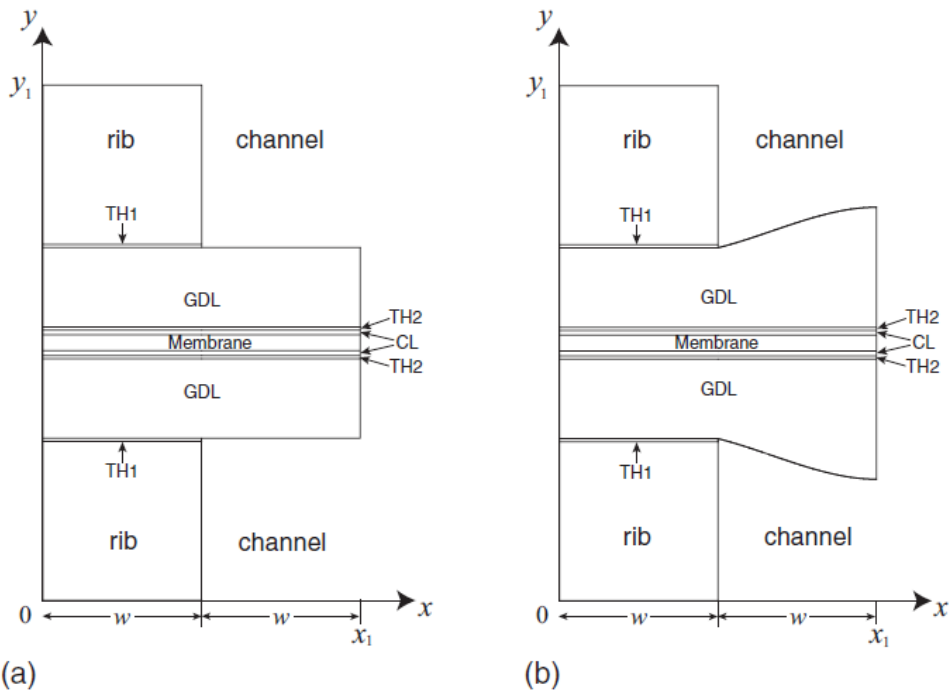 y
y₁
rib
channel
TH1
GDL
TH2
Membrane
CL
TH2
GDL
TH1
rib
channel
0
w
w
x₁
x
(a)
y
y₁
rib
channel
TH1
GDL
TH2
Membrane
CL
TH2
GDL
TH1
rib
channel
0
w
w
x₁
x
(b)